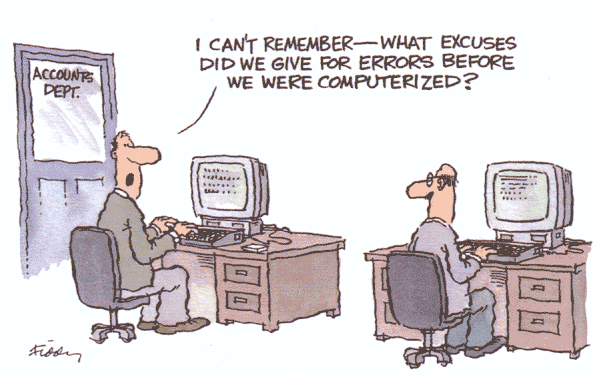 I CAN'T REMEMBER—WHAT EXCUSES
DID WE GIVE FOR ERRORS BEFORE
WE WERE COMPUTERIZED?
ACCOUNTS
DEPT.